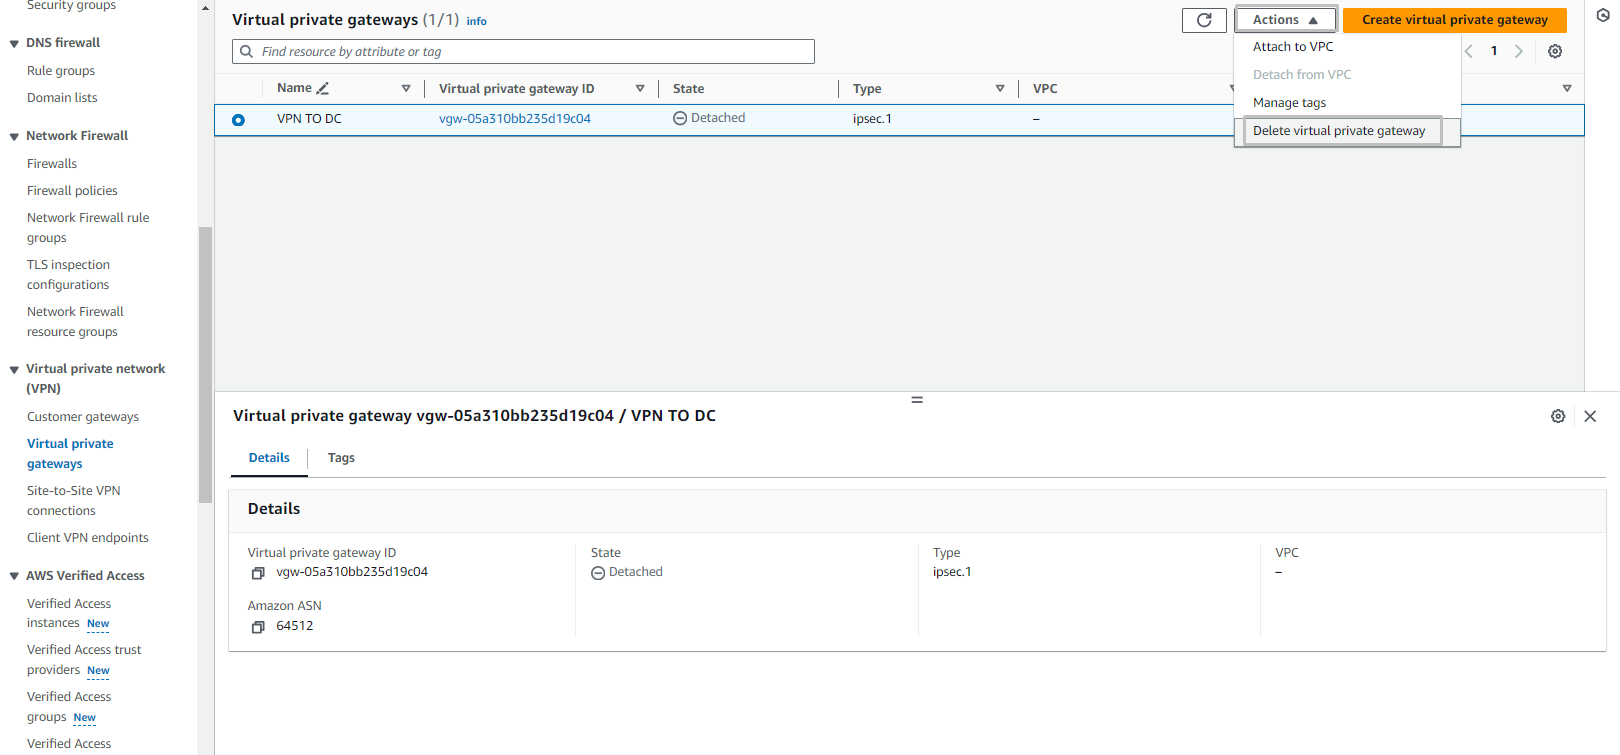 Security groups
DNS firewall
Rule groups
Domain lists
Network Firewall
Firewalls
Firewall policies
Network Firewall rule
groups
TLS inspection
configurations
Network Firewall
resource groups
Virtual private network
(VPN)
Customer gateways
Virtual private
gateways
Site-to-Site VPN
connections
Client VPN endpoints
AWS Verified Access
Verified Access
instances New
Verified Access trust
providers New
Verified Access
groups New
Verified Access
Virtual private gateways (1/1) info
Actions
Create virtual private gateway
Find resource by attribute or tag
Attach to VPC
Detach from VPC
Manage tags
Delete virtual private gateway
1
Name Virtual private gateway ID State Type VPC
VPN TO DC vgw-05a310bb235d19c04 Detached ipsec.1 –
Virtual private gateway vgw-05a310bb235d19c04 / VPN TO DC
Details Tags
Details
Virtual private gateway ID State Type VPC
vgw-05a310bb235d19c04 Detached ipsec.1 –
Amazon ASN
64512